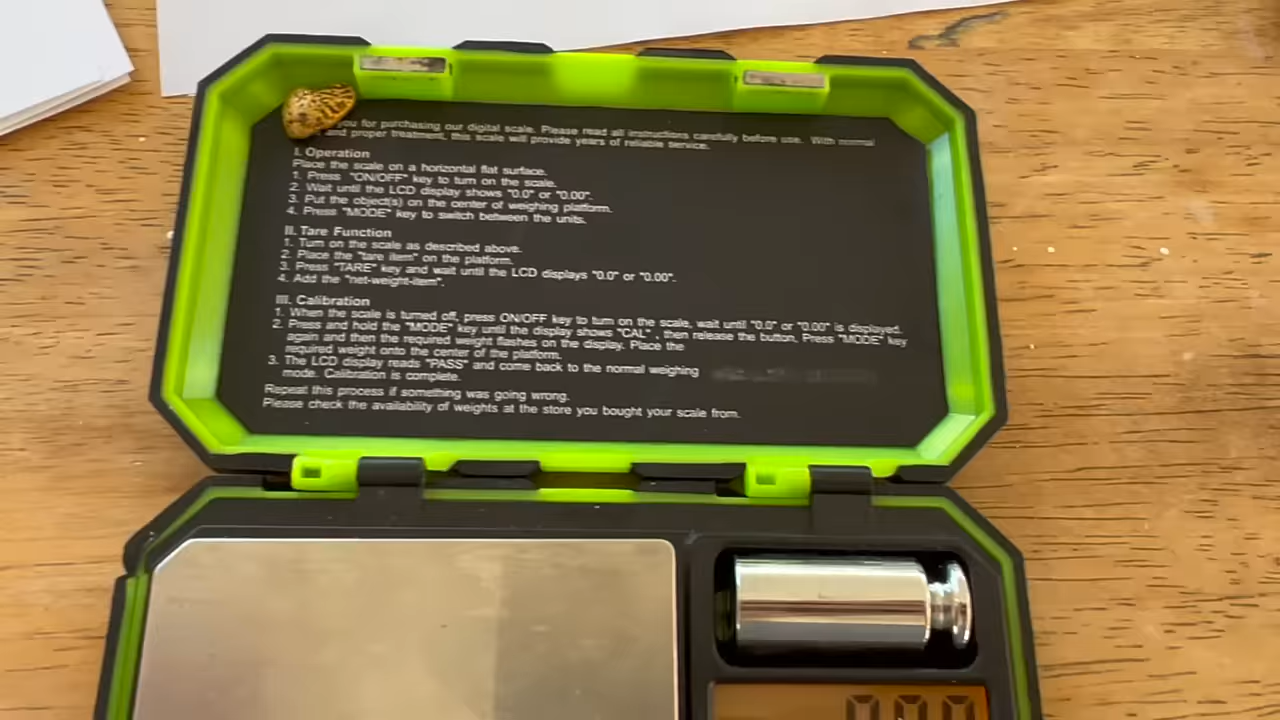 you for purchasing our digital scale. Please read all instructions carefully before use. With normal
and proper treatment, this scale will provide years of reliable service.
I. Operation
Place the scale on a horizontal flat surface.
1. Press "ON/OFF" key to turn on the scale.
2. Wait until the LCD display shows "0.0" or "0.00".
3. Put the object(s) on the center of weighing platform.
4. Press "MODE" key to switch between the units.
II. Tare Function
1. Turn on the scale as described above.
2. Place the "tare item" on the platform.
3. Press "TARE" key and wait until the LCD displays "0.0" or "0.00".
4. Add the "net-weight-item".
III. Calibration
1. When the scale is turned off, press ON/OFF key to turn on the scale, wait until "0.0" or "0.00" is displayed.
2. Press and hold the "MODE" key until the display shows "CAL" , then release the button. Press "MODE" key
again and then the required weight flashes on the display. Place the
required weight onto the center of the platform.
3. The LCD display reads "PASS" and come back to the normal weighing
mode. Calibration is complete.
Repeat this process if something was going wrong.
Please check the availability of weights at the store you bought your scale from.